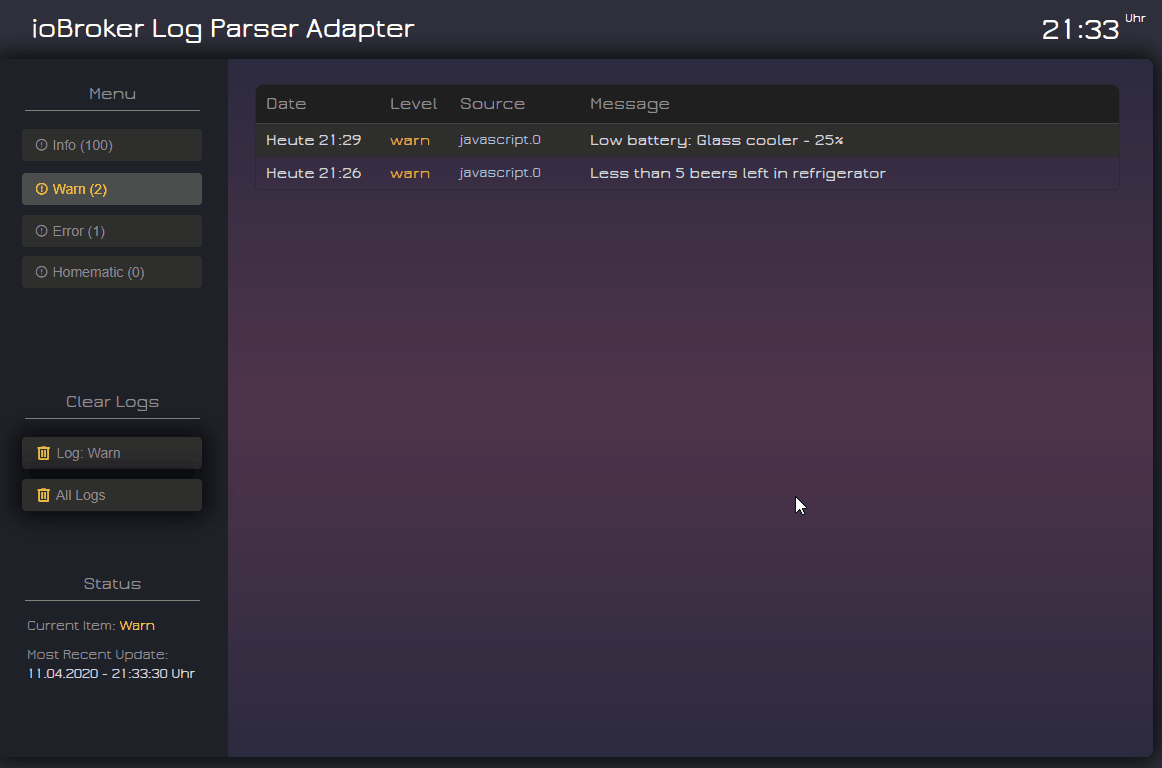 ioBroker Log Parser Adapter
21:33 Uhr
Menu
Info (100)
Warn (2)
Error (1)
Homematic (0)
Clear Logs
Log: Warn
All Logs
Status
Current Item: Warn
Most Recent Update:
11.04.2020 - 21:33:30 Uhr
Date Level Source Message
Heute 21:29 warn javascript.0 Low battery: Glass cooler - 25%
Heute 21:26 warn javascript.0 Less than 5 beers left in refrigerator